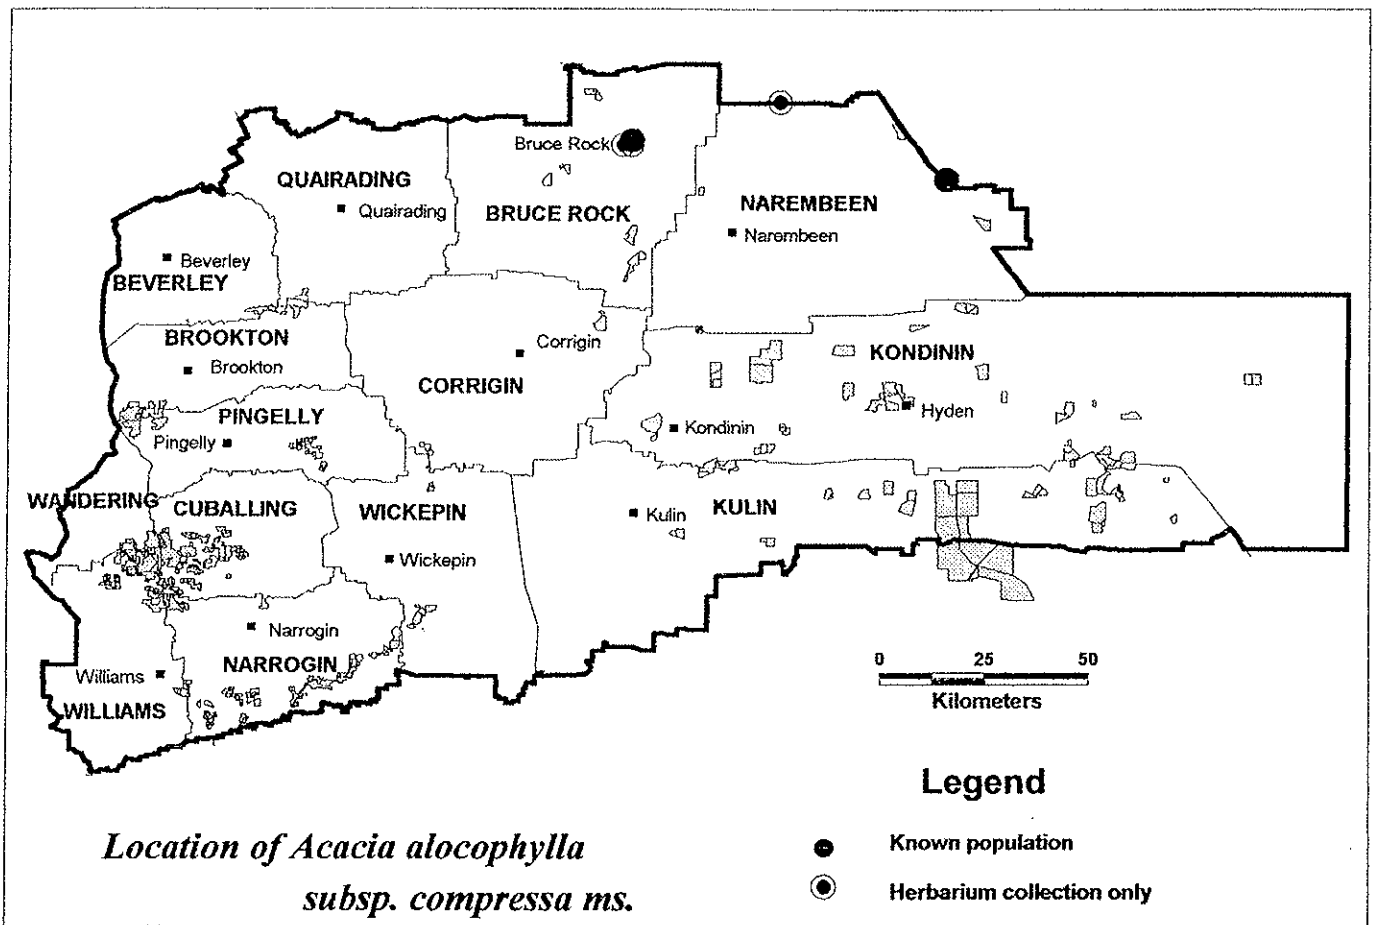 Bruce Rock
QUAIRADING
Quairading
BRUCE ROCK
NAREMBEEN
Narembeen
Beverley
BEVERLEY
BROOKTON
Brookton
Corrigin
CORRIGIN
KONDININ
Hyden
PINGELLY
Pingelly
Kondinin
WANDERING
CUBALLING
WICKEPIN
Wickepin
Kulin
KULIN
Narrogin
NARROGIN
Williams
WILLIAMS
0 25 50
Kilometers
Legend
Known population
Herbarium collection only
Location of Acacia alocophylla
subsp. compressa ms.